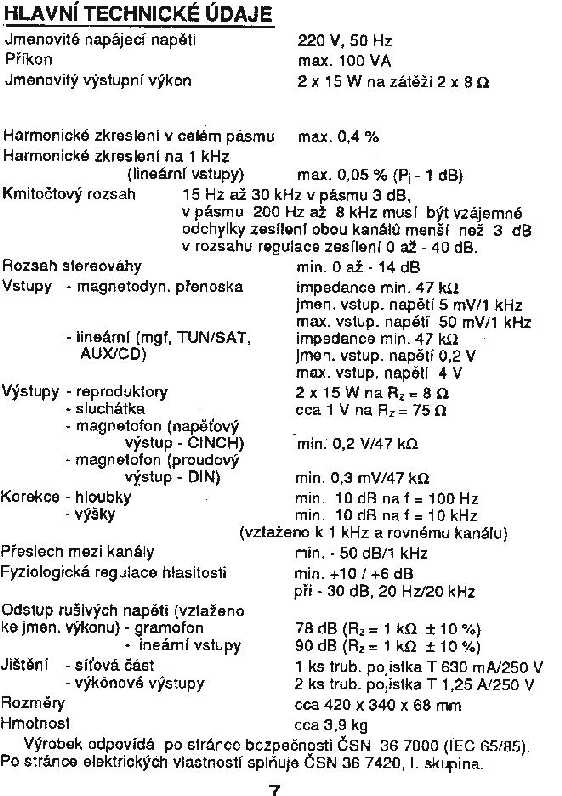 HLAVNÍ TECHNICKÉ ÚDAJE
Jmenovité napájecí napětí 220 V, 50 Hz
Příkon max. 100 VA
Jmenovitý výstupní výkon 2 x 15 W na zátěži 2 x 8 Ω
Harmonické zkreslení v celém pásmu max. 0,4 %
Harmonické zkreslení na 1 kHz
(lineární vstupy) max. 0,05 % (Pj - 1 dB)
Kmitočtový rozsah 15 Hz až 30 kHz v pásmu 3 dB,
v pásmu 200 Hz až 8 kHz musí být vzájemné
odchylky zesílení obou kanálů menší než 3 dB
v rozsahu regulace zesílení 0 až - 40 dB.
Rozsah stereováhy min. 0 až - 14 dB
Vstupy - magnetodyn. přenoska impedance min. 47 kΩ
jmen. vstup. napětí 5 mV/1 kHz
max. vstup. napětí 50 mV/1 kHz
- lineární (mgf, TUN/SAT, impedance min. 47 kΩ
AUX/CD) jmen. vstup. napětí 0,2 V
max. vstup. napětí 4 V
Výstupy - reproduktory 2 x 15 W na Rz = 8 Ω
- sluchátka cca 1 V na Rz = 75 Ω
- magnetofon (napěťový
výstup - CINCH) min. 0,2 V/47 kΩ
- magnetofon (proudový
výstup - DIN) min. 0,3 mV/47 kΩ
Korekce - hloubky min. 10 dB na f = 100 Hz
- výšky min. 10 dB na f = 10 kHz
(vztaženo k 1 kHz a rovnému kanálu)
Přeslech mezi kanály min. - 50 dB/1 kHz
Fyziologická regulace hlasitosti min. +10 / +6 dB
při - 30 dB, 20 Hz/20 kHz
Odstup rušivých napětí (vztaženo
ke jmen. výkonu) - gramofon 78 dB (Rz = 1 kΩ ± 10 %)
- lineární vstupy 90 dB (Rz = 1 kΩ ± 10 %)
Jištění - síťová část 1 ks trub. pojistka T 630 mA/250 V
- výkonové výstupy 2 ks trub. pojistka T 1,25 A/250 V
Rozměry cca 420 x 340 x 68 mm
Hmotnost cca 3,9 kg
Výrobek odpovídá po stránce bezpečnosti ČSN 36 7000 (IEC 65/85).
Po stránce elektrických vlastností splňuje ČSN 36 7420, I. skupina.
7